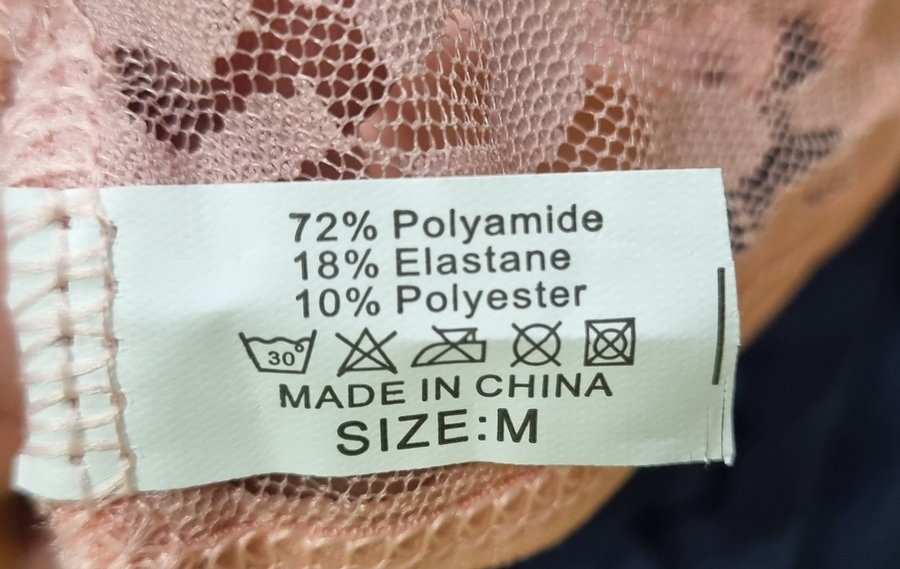 72% Polyamide
18% Elastane
10% Polyester
30°
MADE IN CHINA
SIZE:M